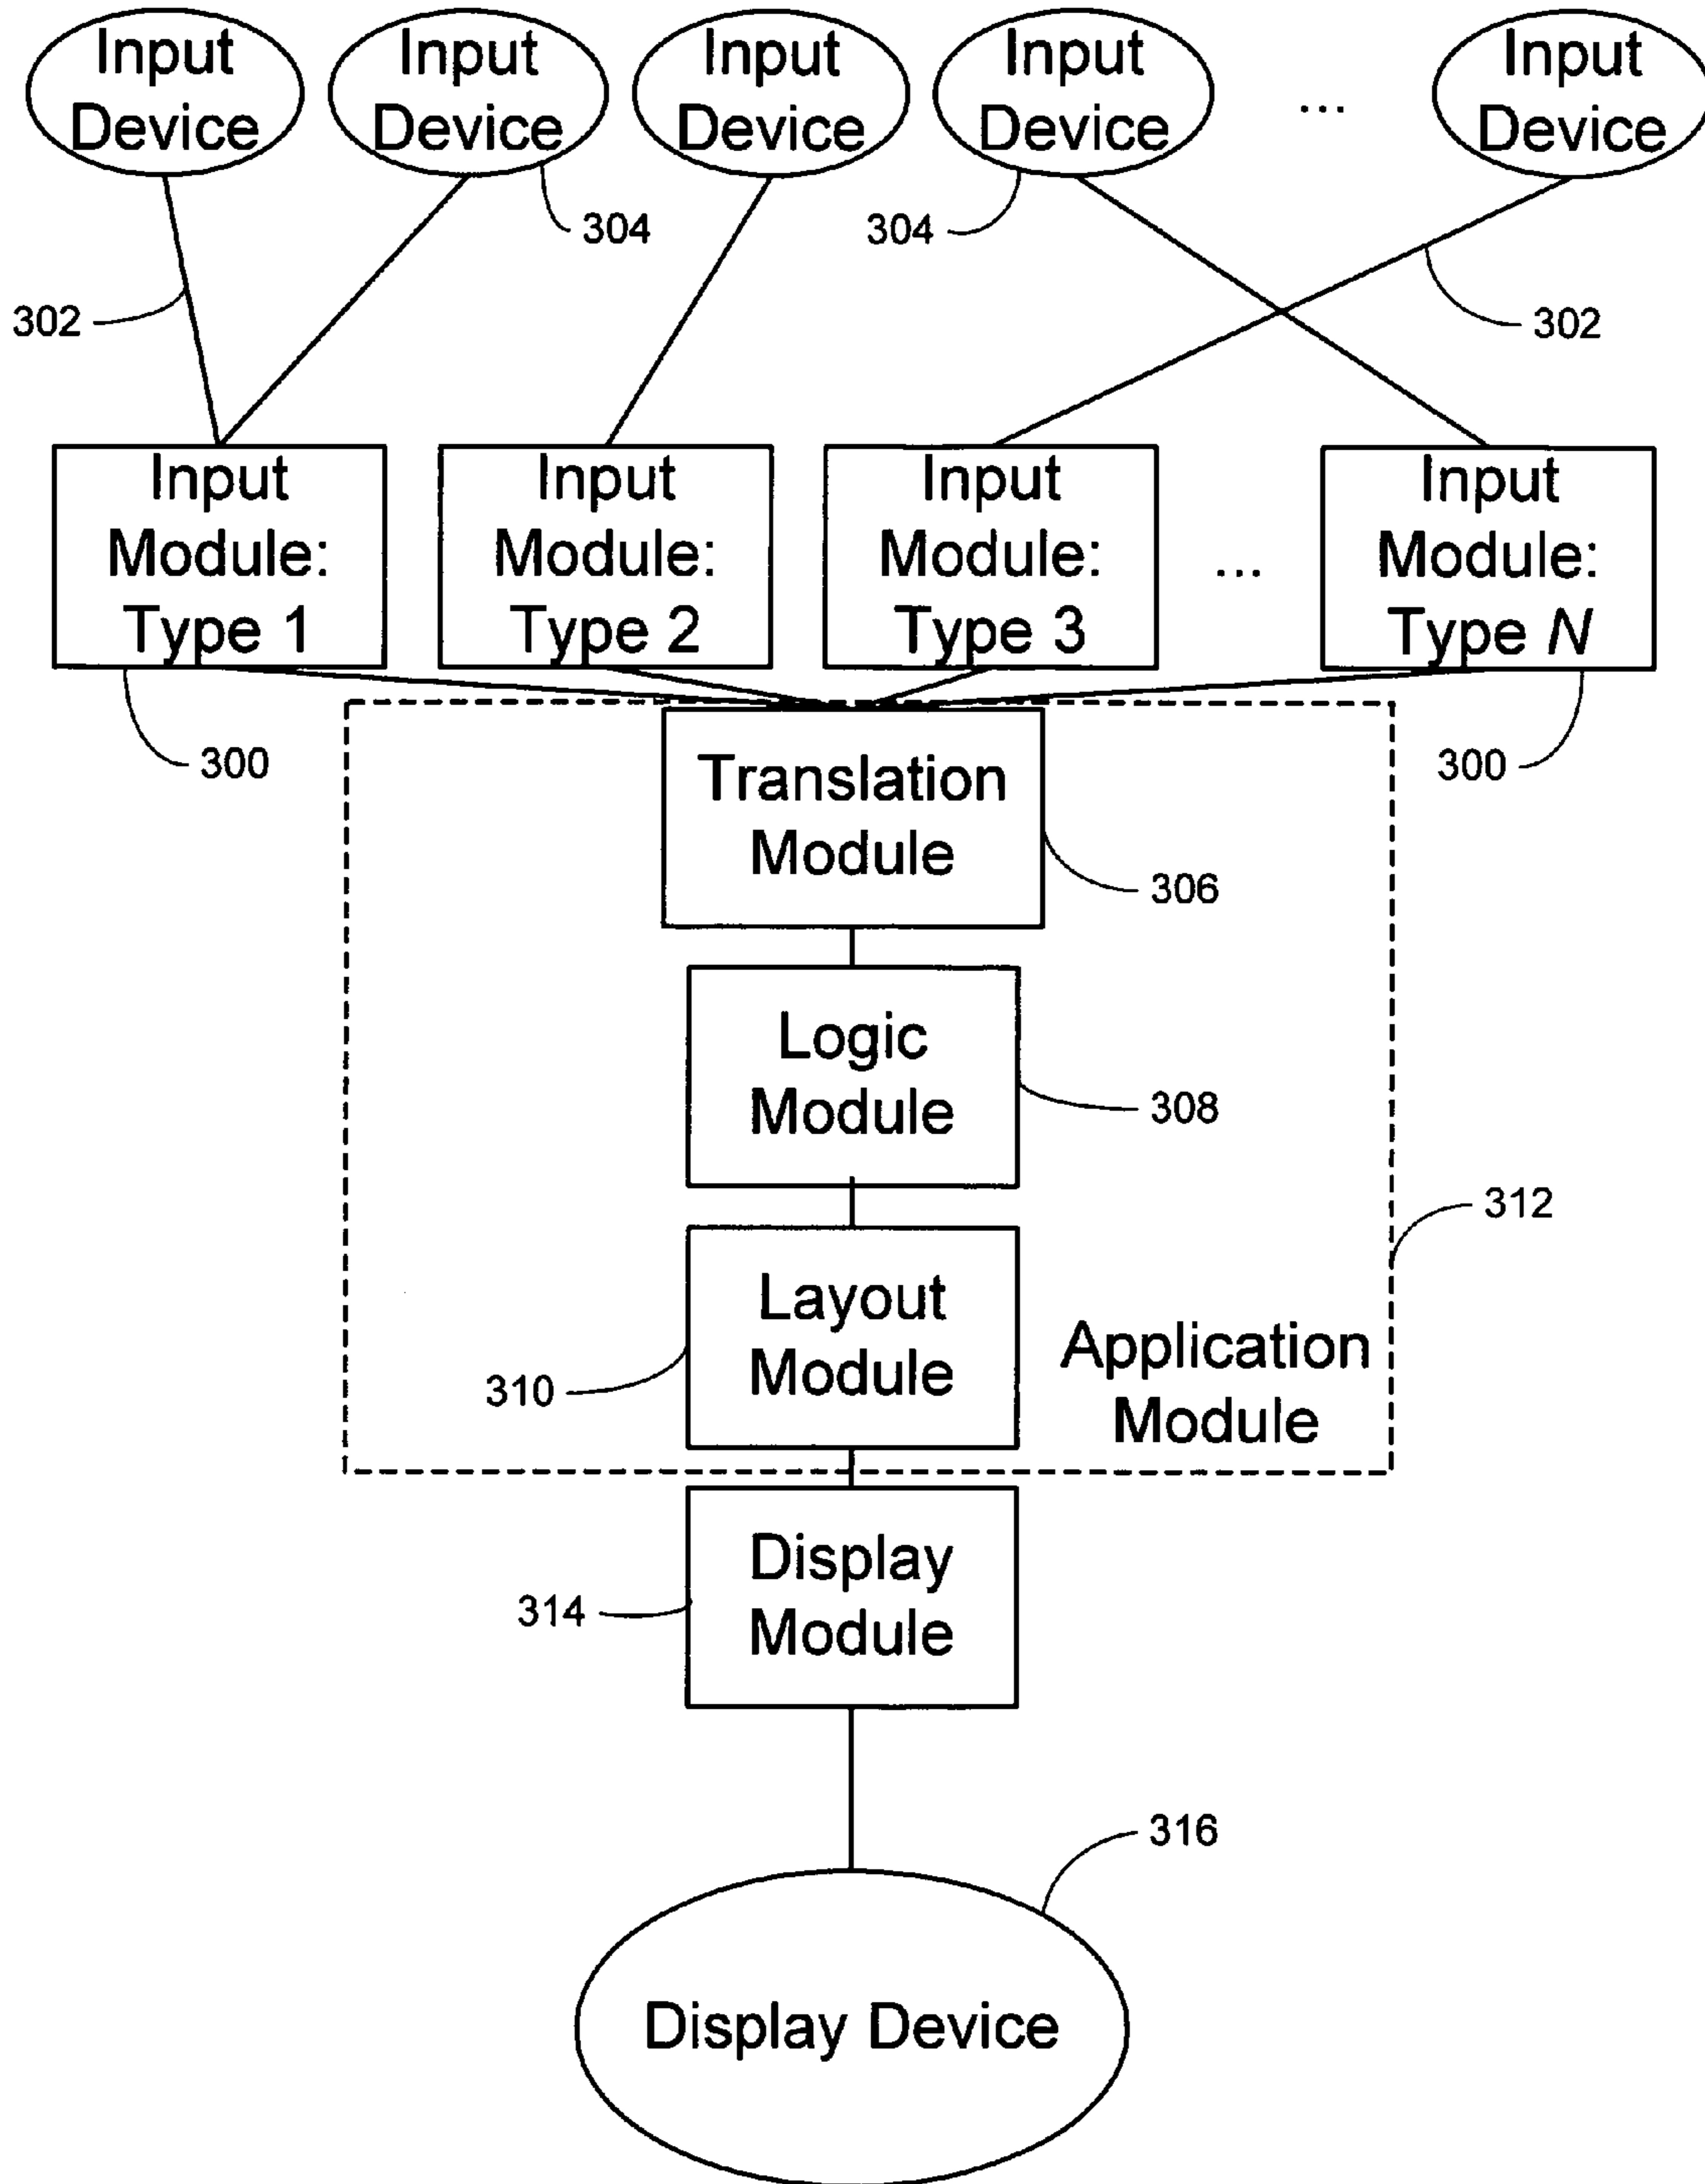 Input
Device
Input
Device
Input
Device
Input
Device
...
Input
Device
304
304
302
302
Input
Module:
Type 1
Input
Module:
Type 2
Input
Module:
Type 3
...
Input
Module:
Type N
300
300
Translation
Module
306
Logic
Module
308
312
Layout
Module
310
Application
Module
Display
Module
314
316
Display Device